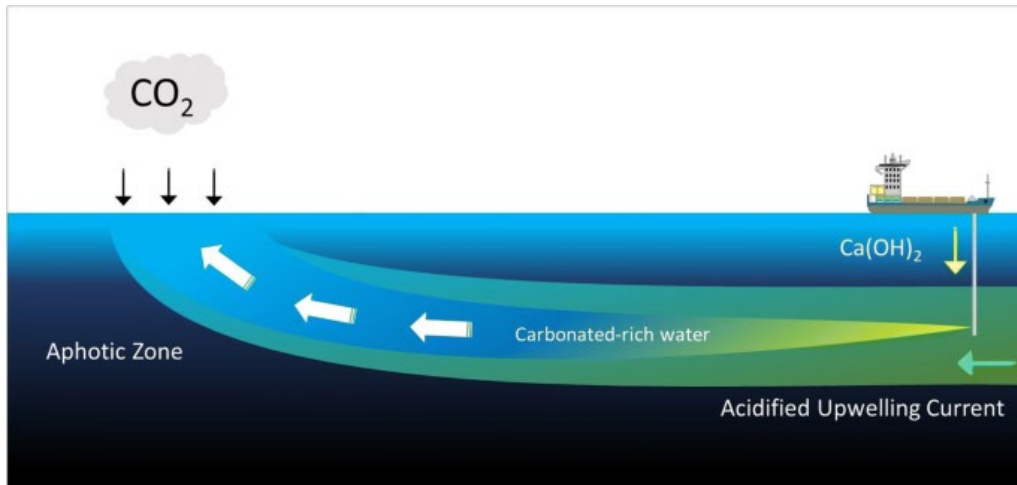 CO₂
Ca(OH)₂
Carbonated-rich water
Aphotic Zone
Acidified Upwelling Current